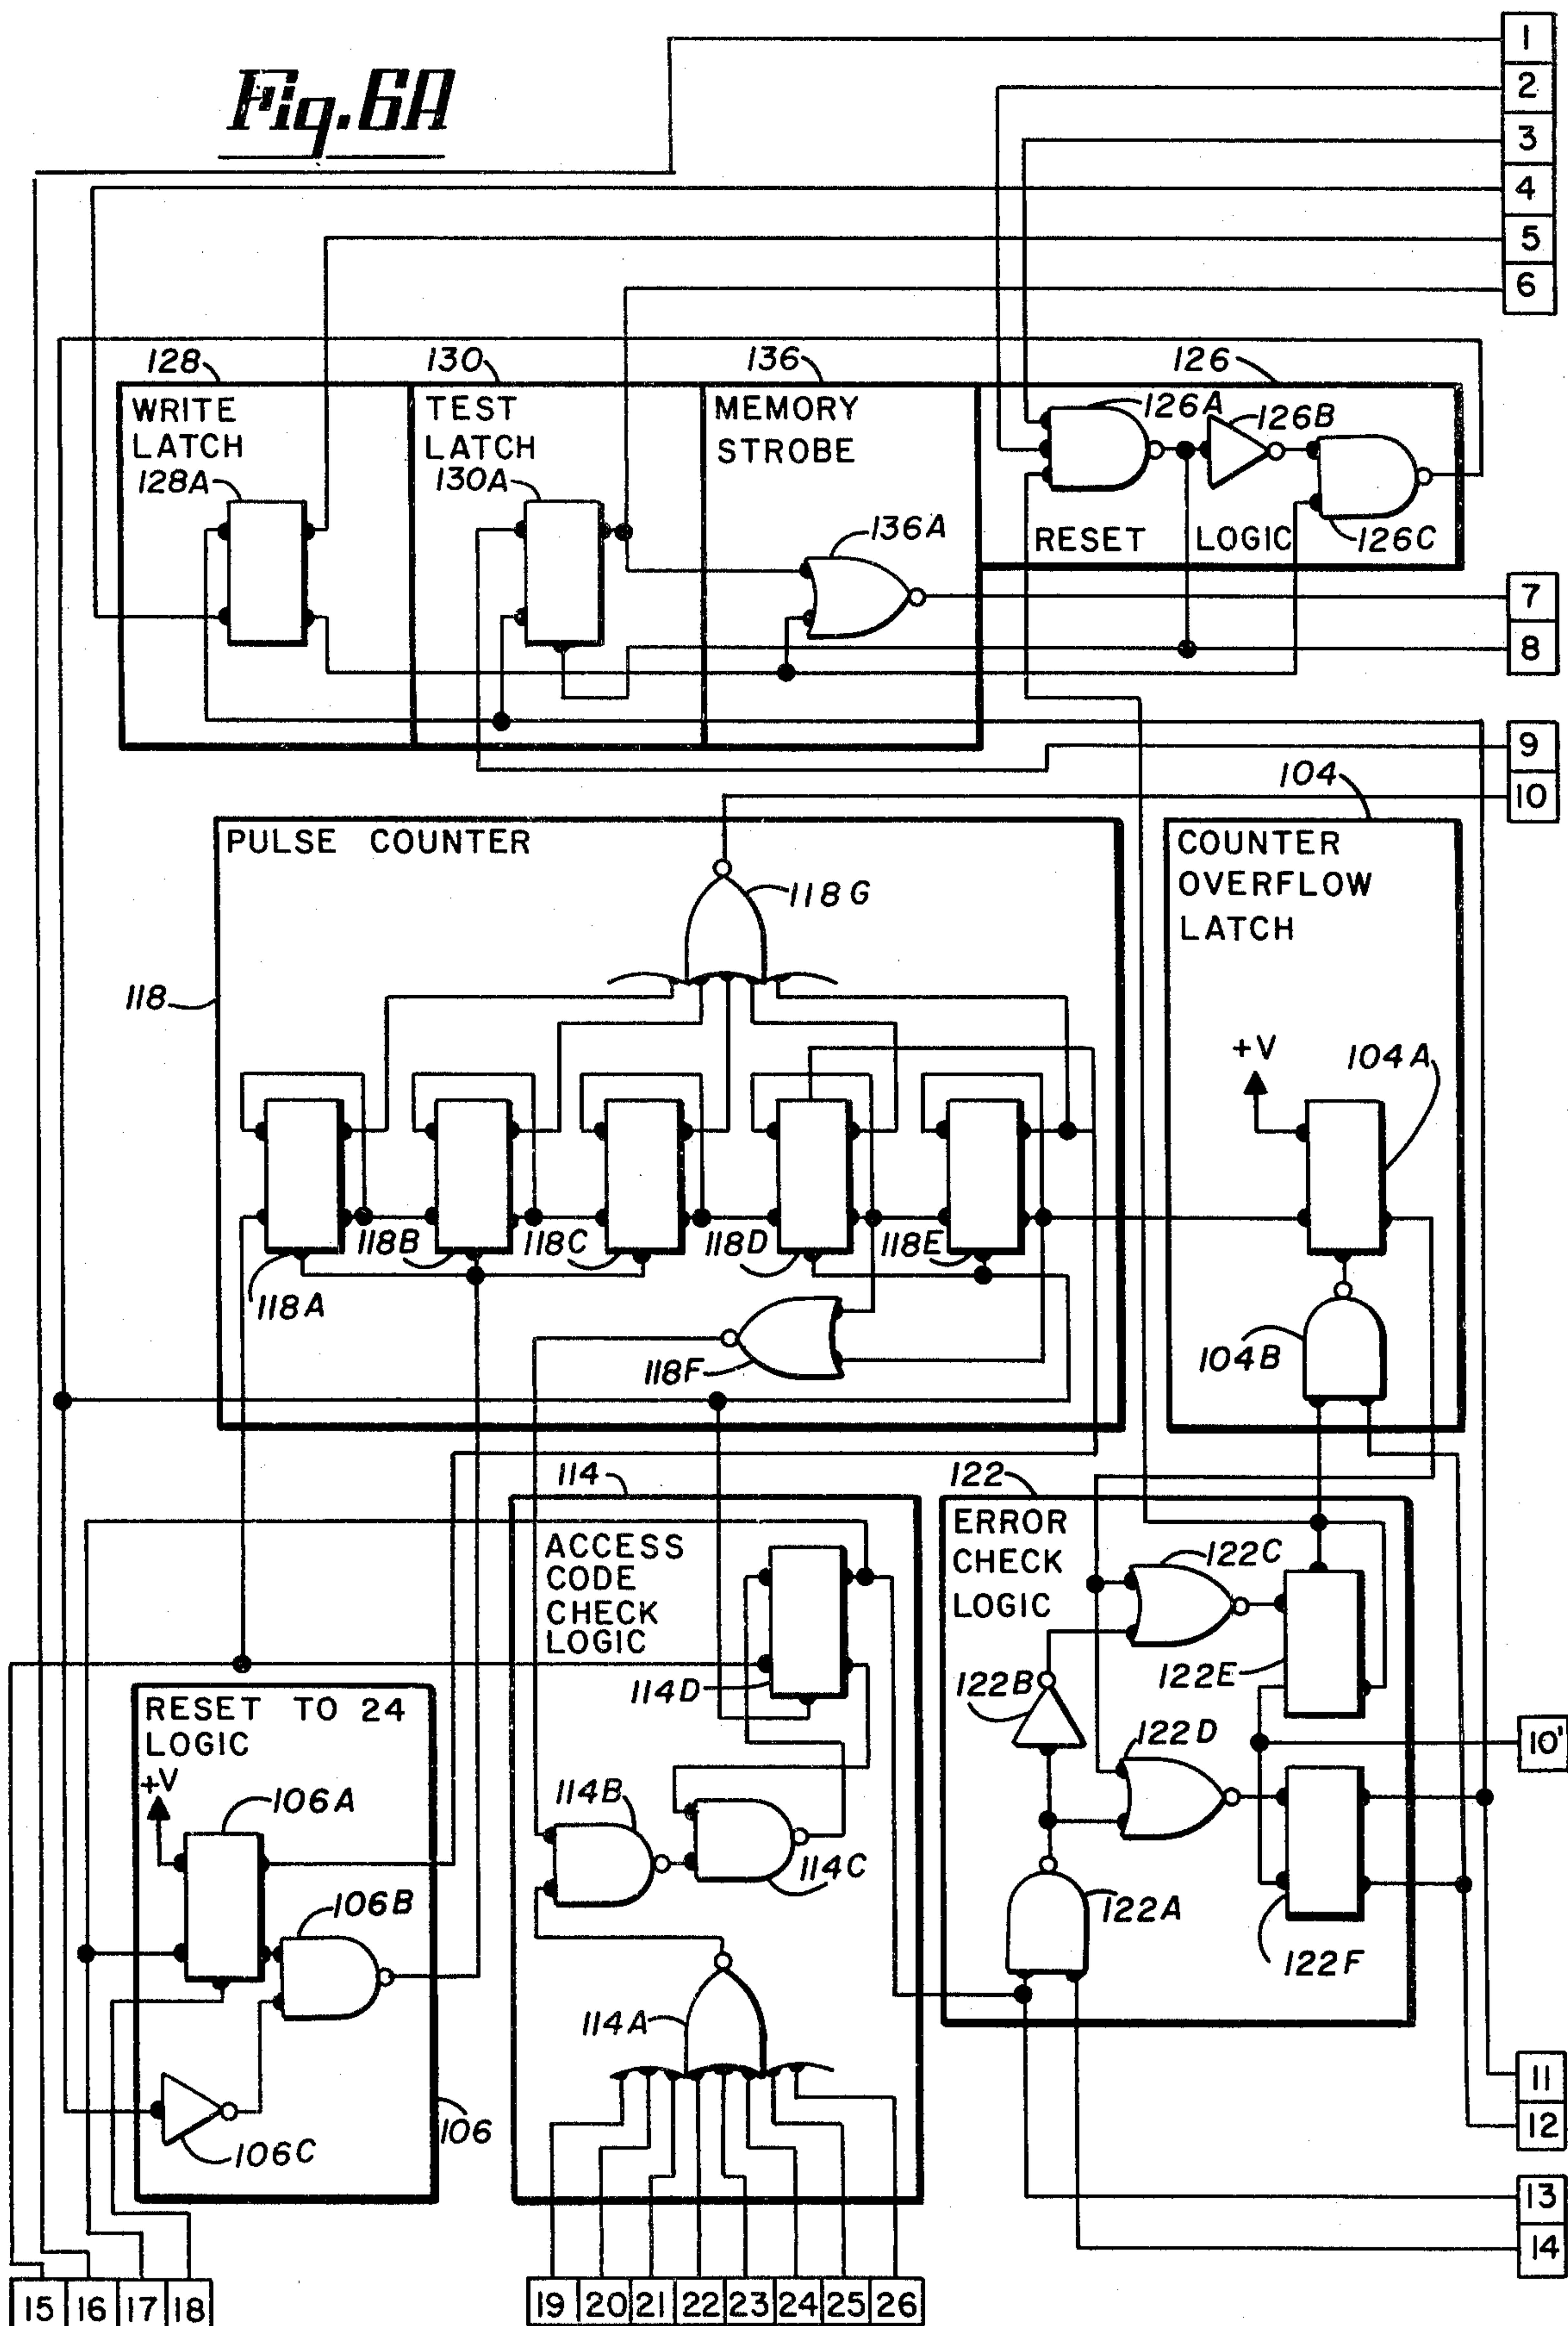 Fig. 6A
1
2
3
4
5
6
128
130
136
126
WRITE
LATCH
128A
TEST
LATCH
130A
MEMORY
STROBE
136A
126A
126B
RESET LOGIC
126C
7
8
9
10
104
PULSE COUNTER
118G
118
118A
118B
118C
118D
118E
118F
COUNTER
OVERFLOW
LATCH
+V
104A
104B
114
ACCESS
CODE
CHECK
LOGIC
114D
114B
114C
114A
122
ERROR
CHECK
LOGIC
122C
122B
122E
122D
122A
122F
10'
RESET TO 24
LOGIC
+V
106A
106B
106C
106
11
12
13
14
15 16 17 18
19 20 21 22 23 24 25 26